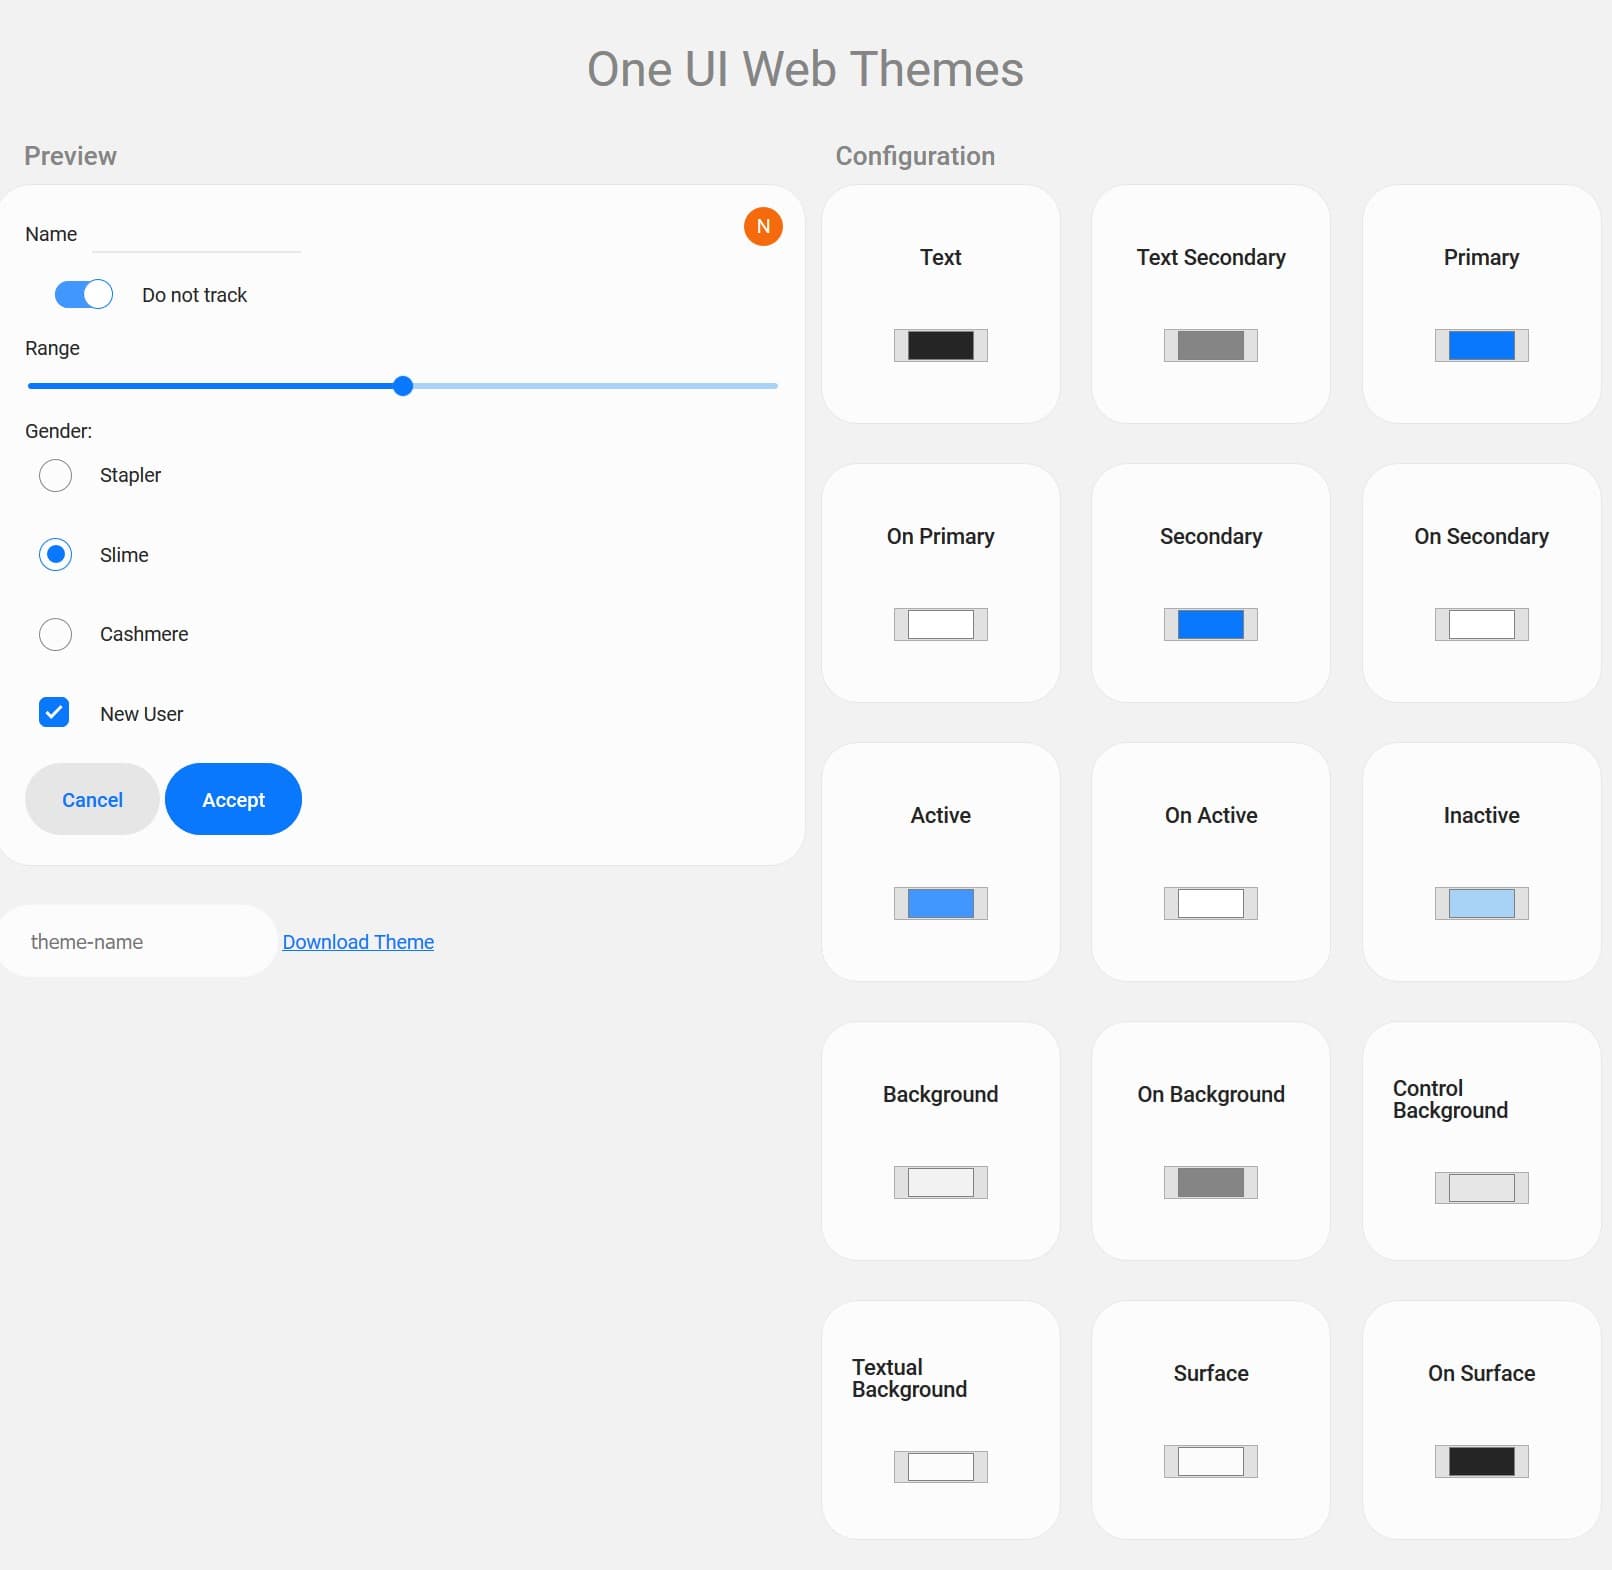 One UI Web Themes
Preview
Name
N
Do not track
Range
Gender:
Stapler
Slime
Cashmere
New User
Cancel
Accept
theme-name
Download Theme
Configuration
Text
Text Secondary
Primary
On Primary
Secondary
On Secondary
Active
On Active
Inactive
Background
On Background
Control
Background
Textual
Background
Surface
On Surface